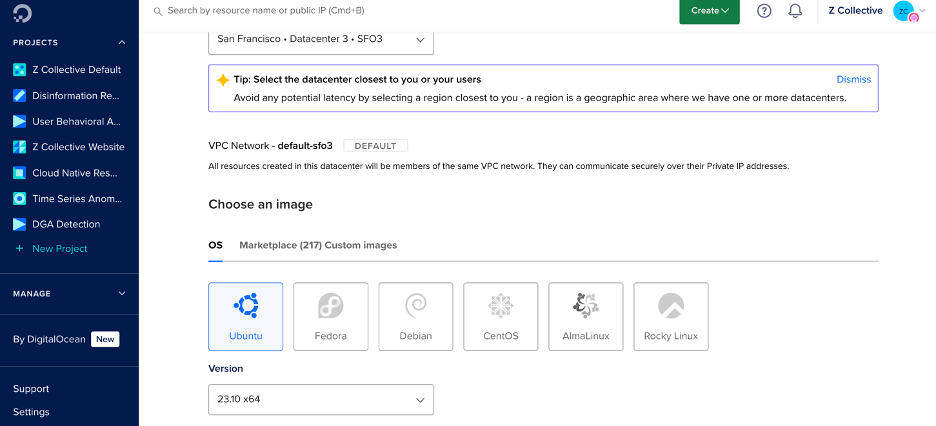 Search by resource name or public IP (Cmd+B)
Create
Z Collective
ZC
PROJECTS
Z Collective Default
Disinformation Re...
User Behavioral A...
Z Collective Website
Cloud Native Res...
Time Series Anom...
DGA Detection
+ New Project
MANAGE
By DigitalOcean New
Support
Settings
San Francisco • Datacenter 3 • SFO3
Tip: Select the datacenter closest to you or your users
Dismiss
Avoid any potential latency by selecting a region closest to you - a region is a geographic area where we have one or more datacenters.
VPC Network - default-sfo3 DEFAULT
All resources created in this datacenter will be members of the same VPC network. They can communicate securely over their Private IP addresses.
Choose an image
OS Marketplace (217) Custom images
Ubuntu Fedora Debian CentOS AlmaLinux Rocky Linux
Version
23.10 x64